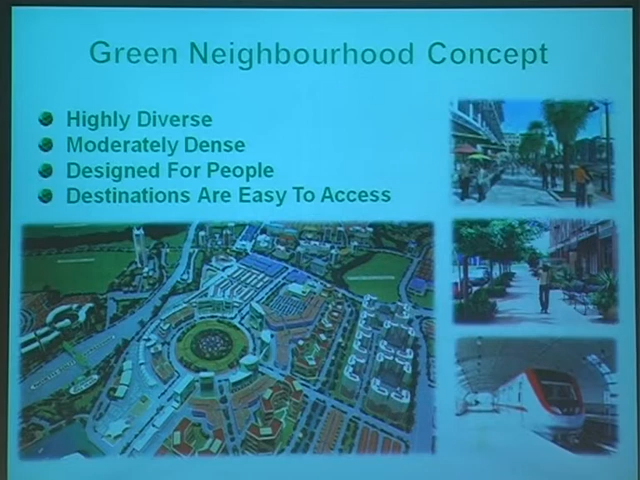 Green Neighbourhood Concept
Highly Diverse
Moderately Dense
Designed For People
Destinations Are Easy To Access